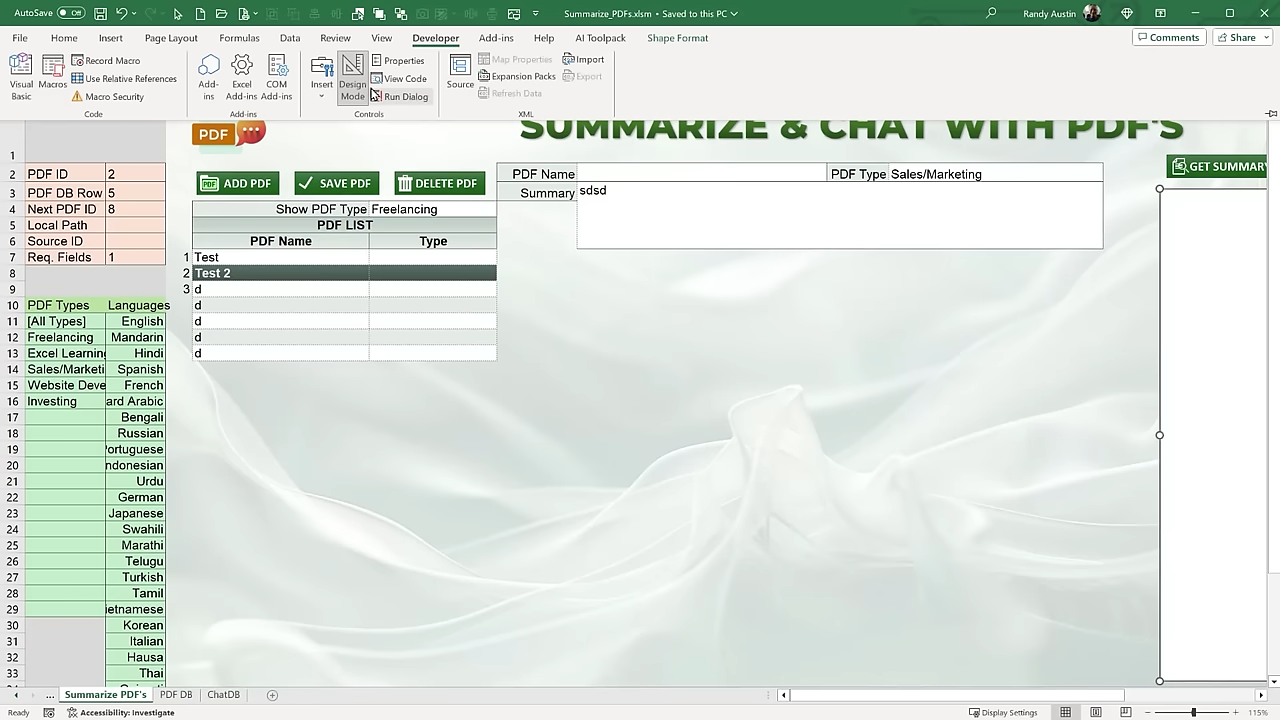 AutoSave Off
Summarize_PDFs.xlsm • Saved to this PC
Randy Austin
File Home Insert Page Layout Formulas Data Review View Developer Add-ins Help AI Toolpack Shape Format
Comments Share
Visual Basic
Macros
Record Macro
Use Relative References
Macro Security
Code
Add-ins
Excel Add-ins
COM Add-ins
Add-ins
Insert
Design Mode
Properties
View Code
Run Dialog
Controls
Source
Map Properties
Expansion Packs
Refresh Data
Import
Export
XML
PDF
SUMMARIZE & CHAT WITH PDF'S
1
2 PDF ID 2
3 PDF DB Row 5
4 Next PDF ID 8
5 Local Path
6 Source ID
7 Req. Fields 1
8
9
10 PDF Types Languages
11 [All Types] English
12 Freelancing Mandarin
13 Excel Learning Hindi
14 Sales/Marketi Spanish
15 Website Deve French
16 Investing ard Arabic
17 Bengali
18 Russian
19 Portuguese
20 ndonesian
21 Urdu
22 German
23 Japanese
24 Swahili
25 Marathi
26 Telugu
27 Turkish
28 Tamil
29 ietnamese
30 Korean
31 Italian
32 Hausa
33 Thai
ADD PDF SAVE PDF DELETE PDF
Show PDF Type Freelancing
PDF LIST
PDF Name Type
1 Test
2 Test 2
3 d
d
d
d
d
PDF Name PDF Type Sales/Marketing
Summary sdsd
GET SUMMAR
... Summarize PDF's PDF DB ChatDB
Ready Accessibility: Investigate Display Settings 115%